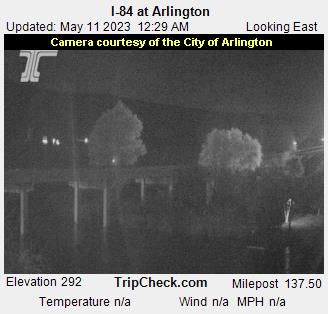 I-84 at Arlington
Updated: May 11 2023 12:29 AM Looking East
Camera courtesy of the City of Arlington
Elevation 292 TripCheck.com Milepost 137.50
Temperature n/a Wind n/a MPH n/a